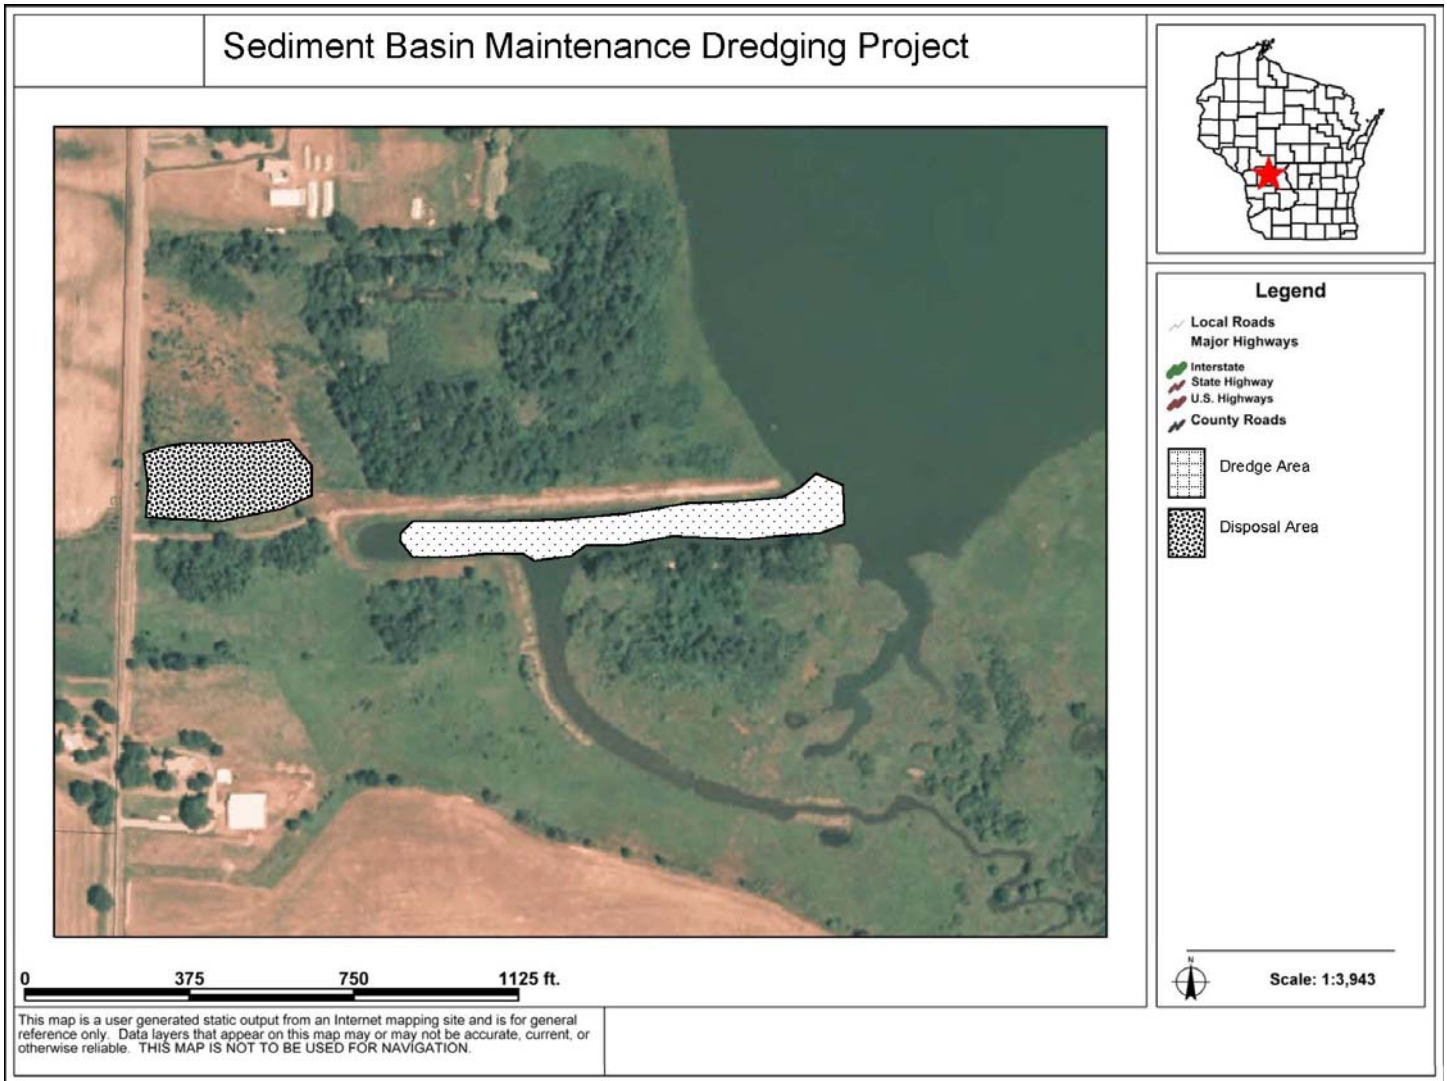 Sediment Basin Maintenance Dredging Project
Legend
Local Roads
Major Highways
Interstate
State Highway
U.S. Highways
County Roads
Dredge Area
Disposal Area
N
Scale: 1:3,943
0 375 750 1125 ft.
This map is a user generated static output from an Internet mapping site and is for general
reference only. Data layers that appear on this map may or may not be accurate, current, or
otherwise reliable. THIS MAP IS NOT TO BE USED FOR NAVIGATION.